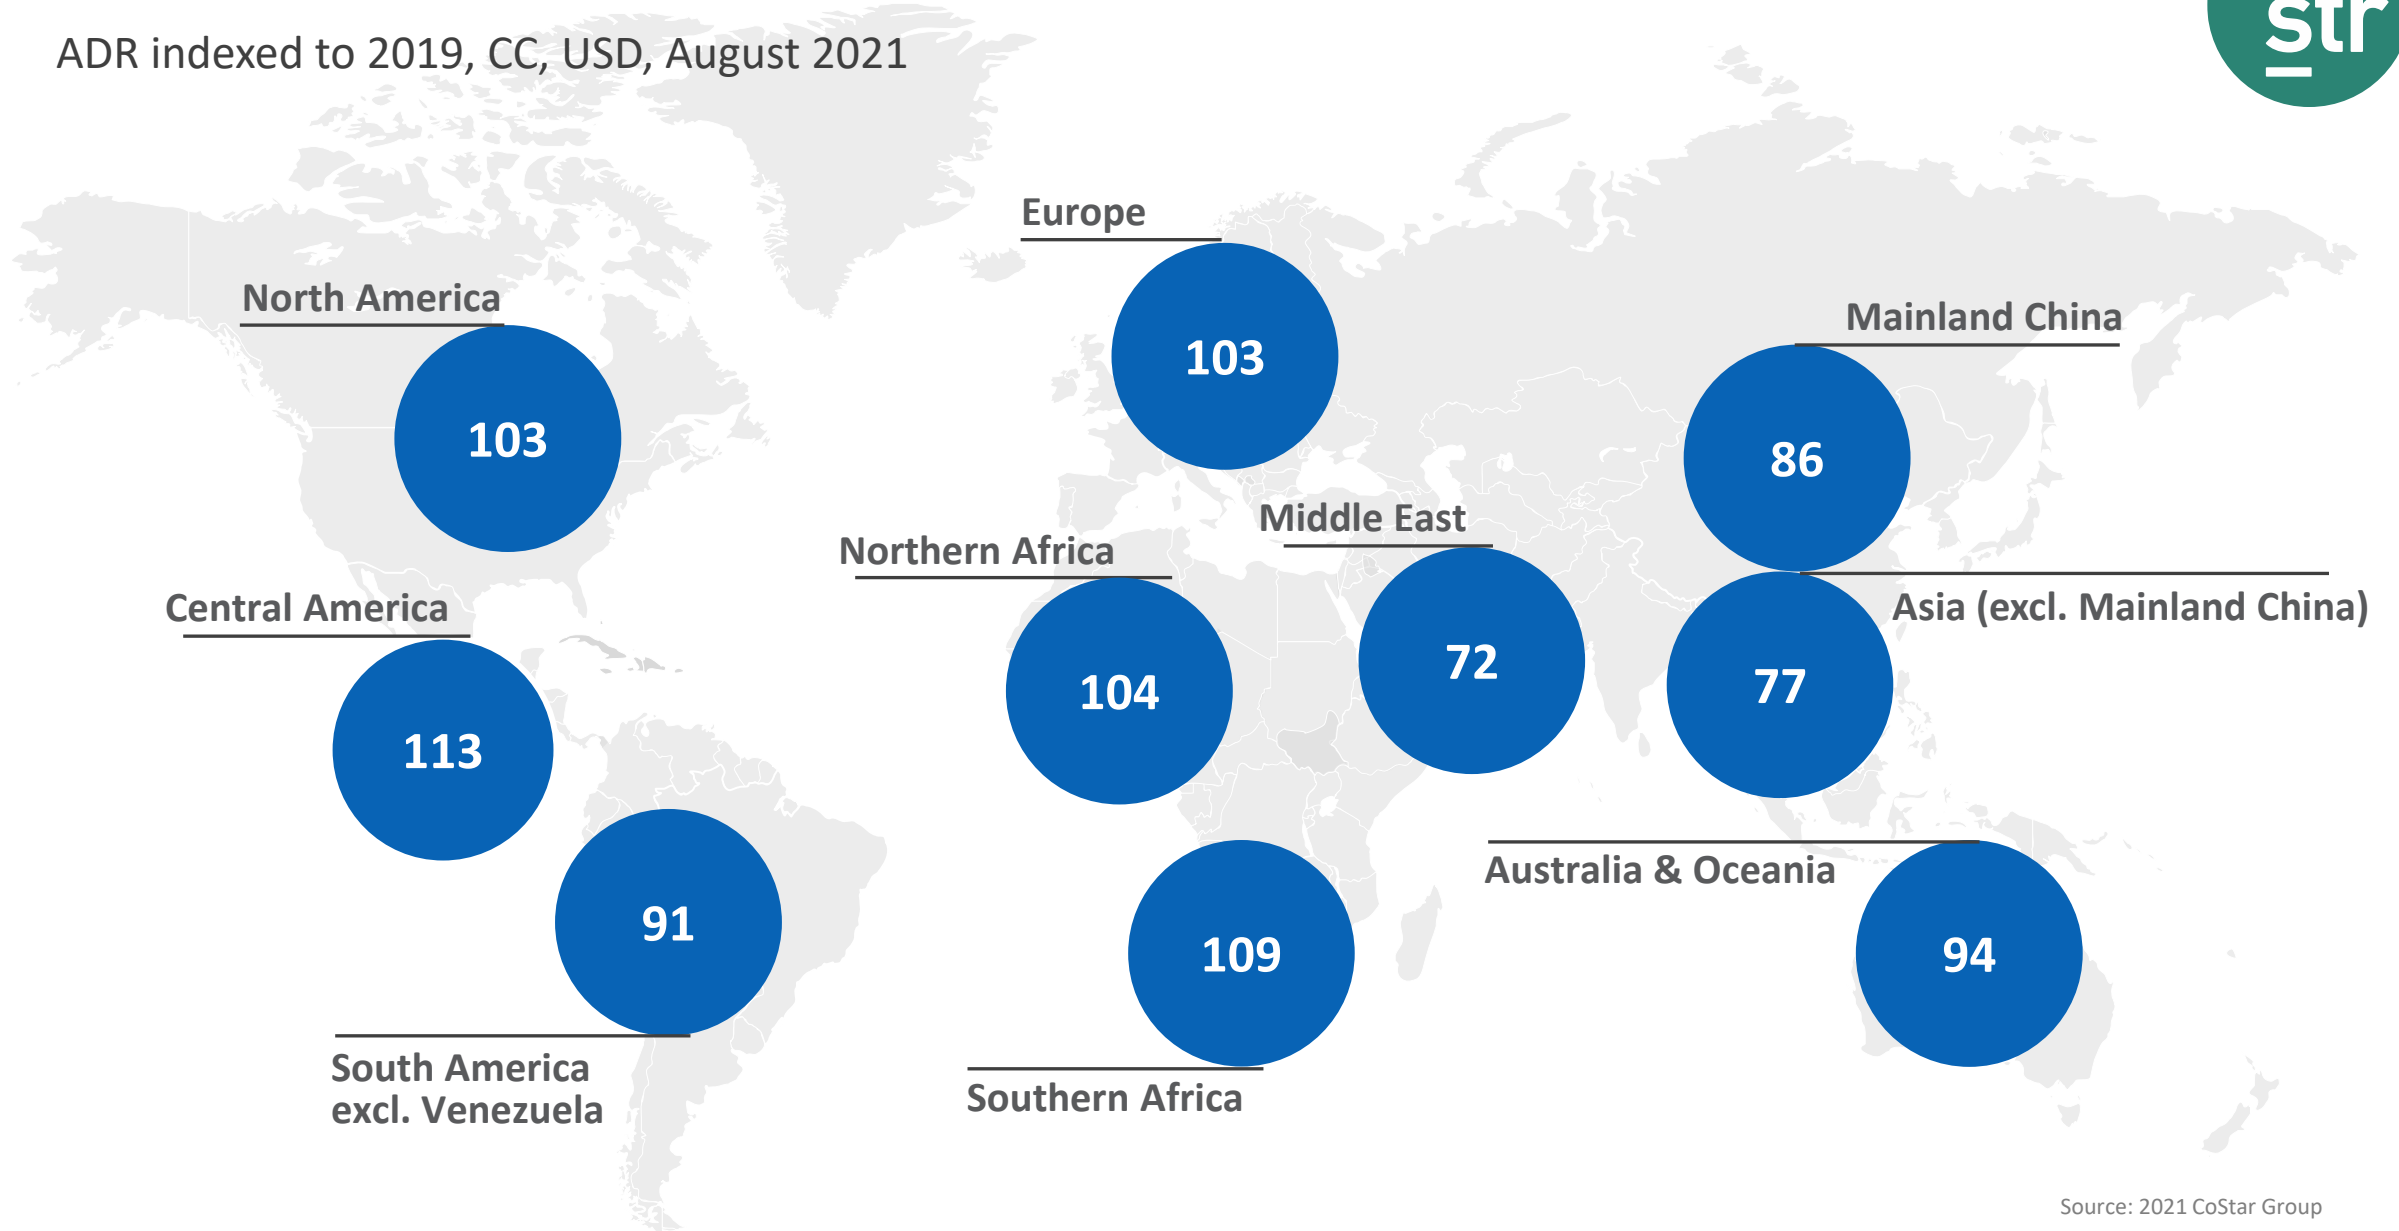 str
ADR indexed to 2019, CC, USD, August 2021
Europe
103
North America
103
Mainland China
86
Middle East
72
Northern Africa
104
Asia (excl. Mainland China)
77
Central America
113
91
South America
excl. Venezuela
109
Southern Africa
Australia & Oceania
94
Source: 2021 CoStar Group